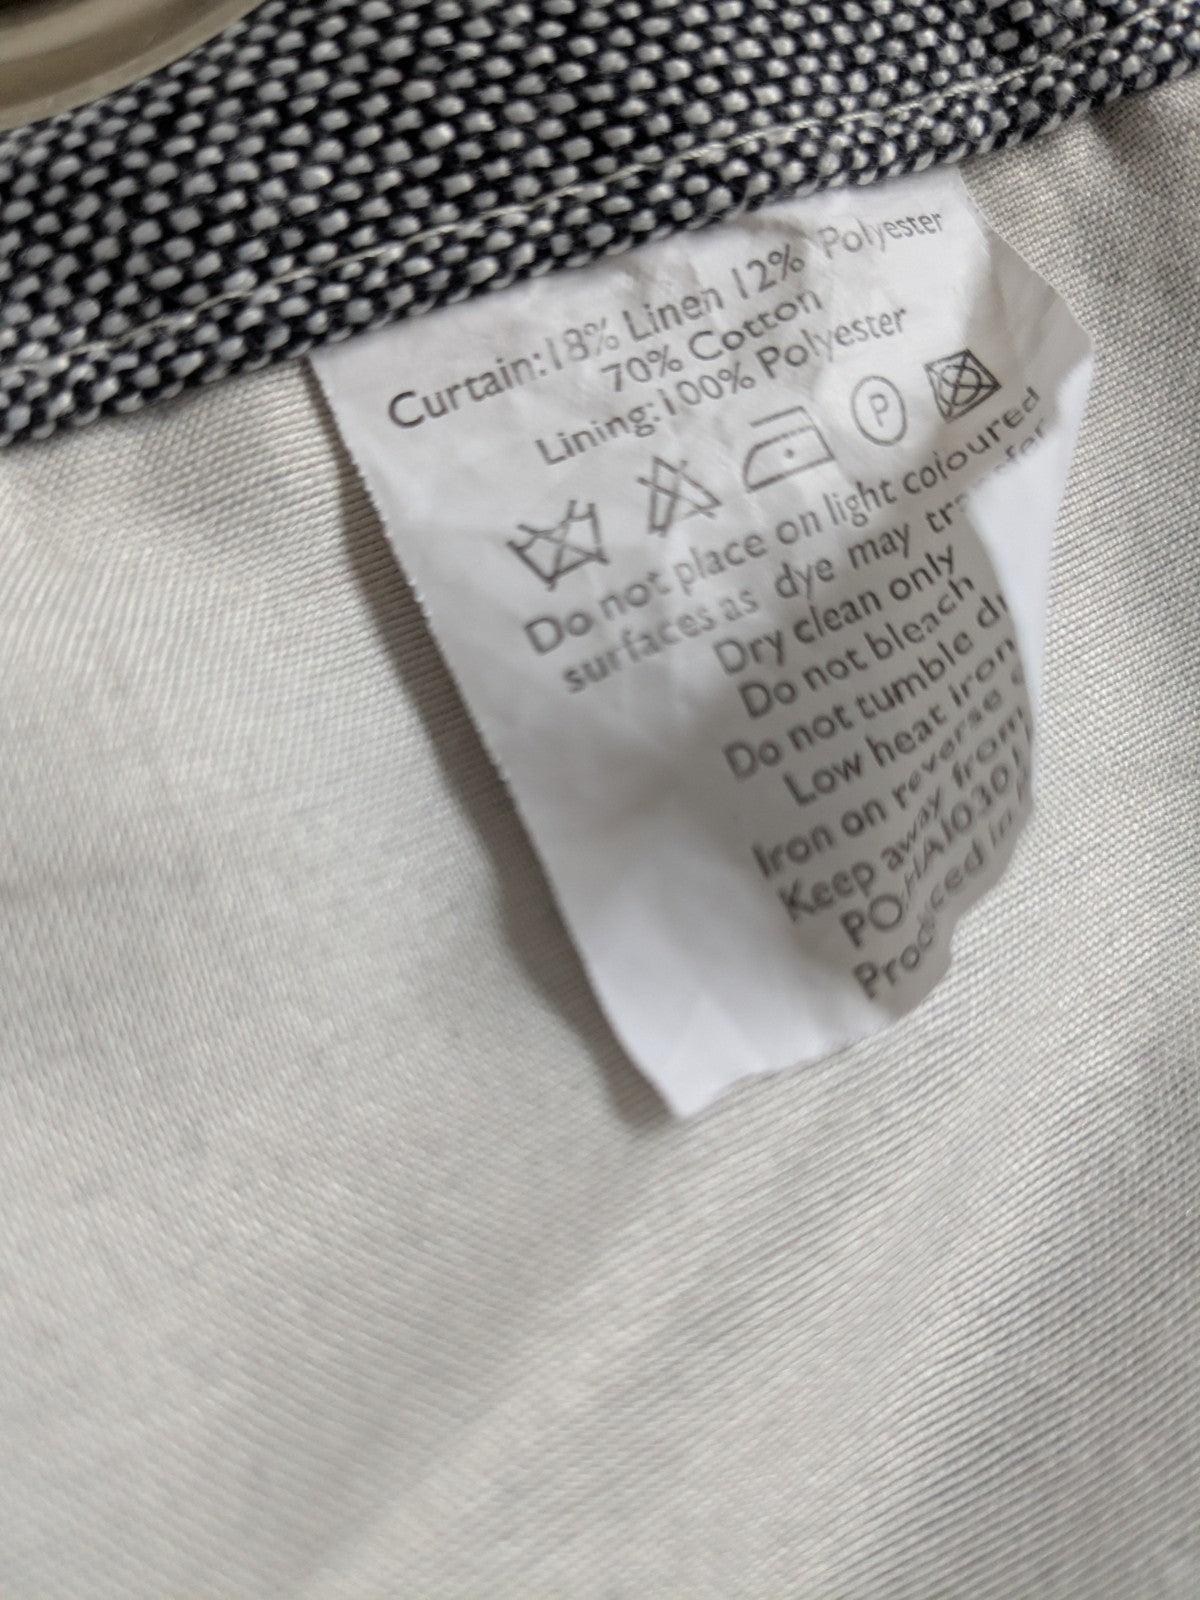 Curtain:18% Linen 12% Polyester
70% Cotton
Lining:100% Polyester
P
Do not place on light coloured
surfaces as dye may
Dry clean only
Do not bleach
Do not tumble
Low heat iron
Iron on reverse
Keep away from
Produced in